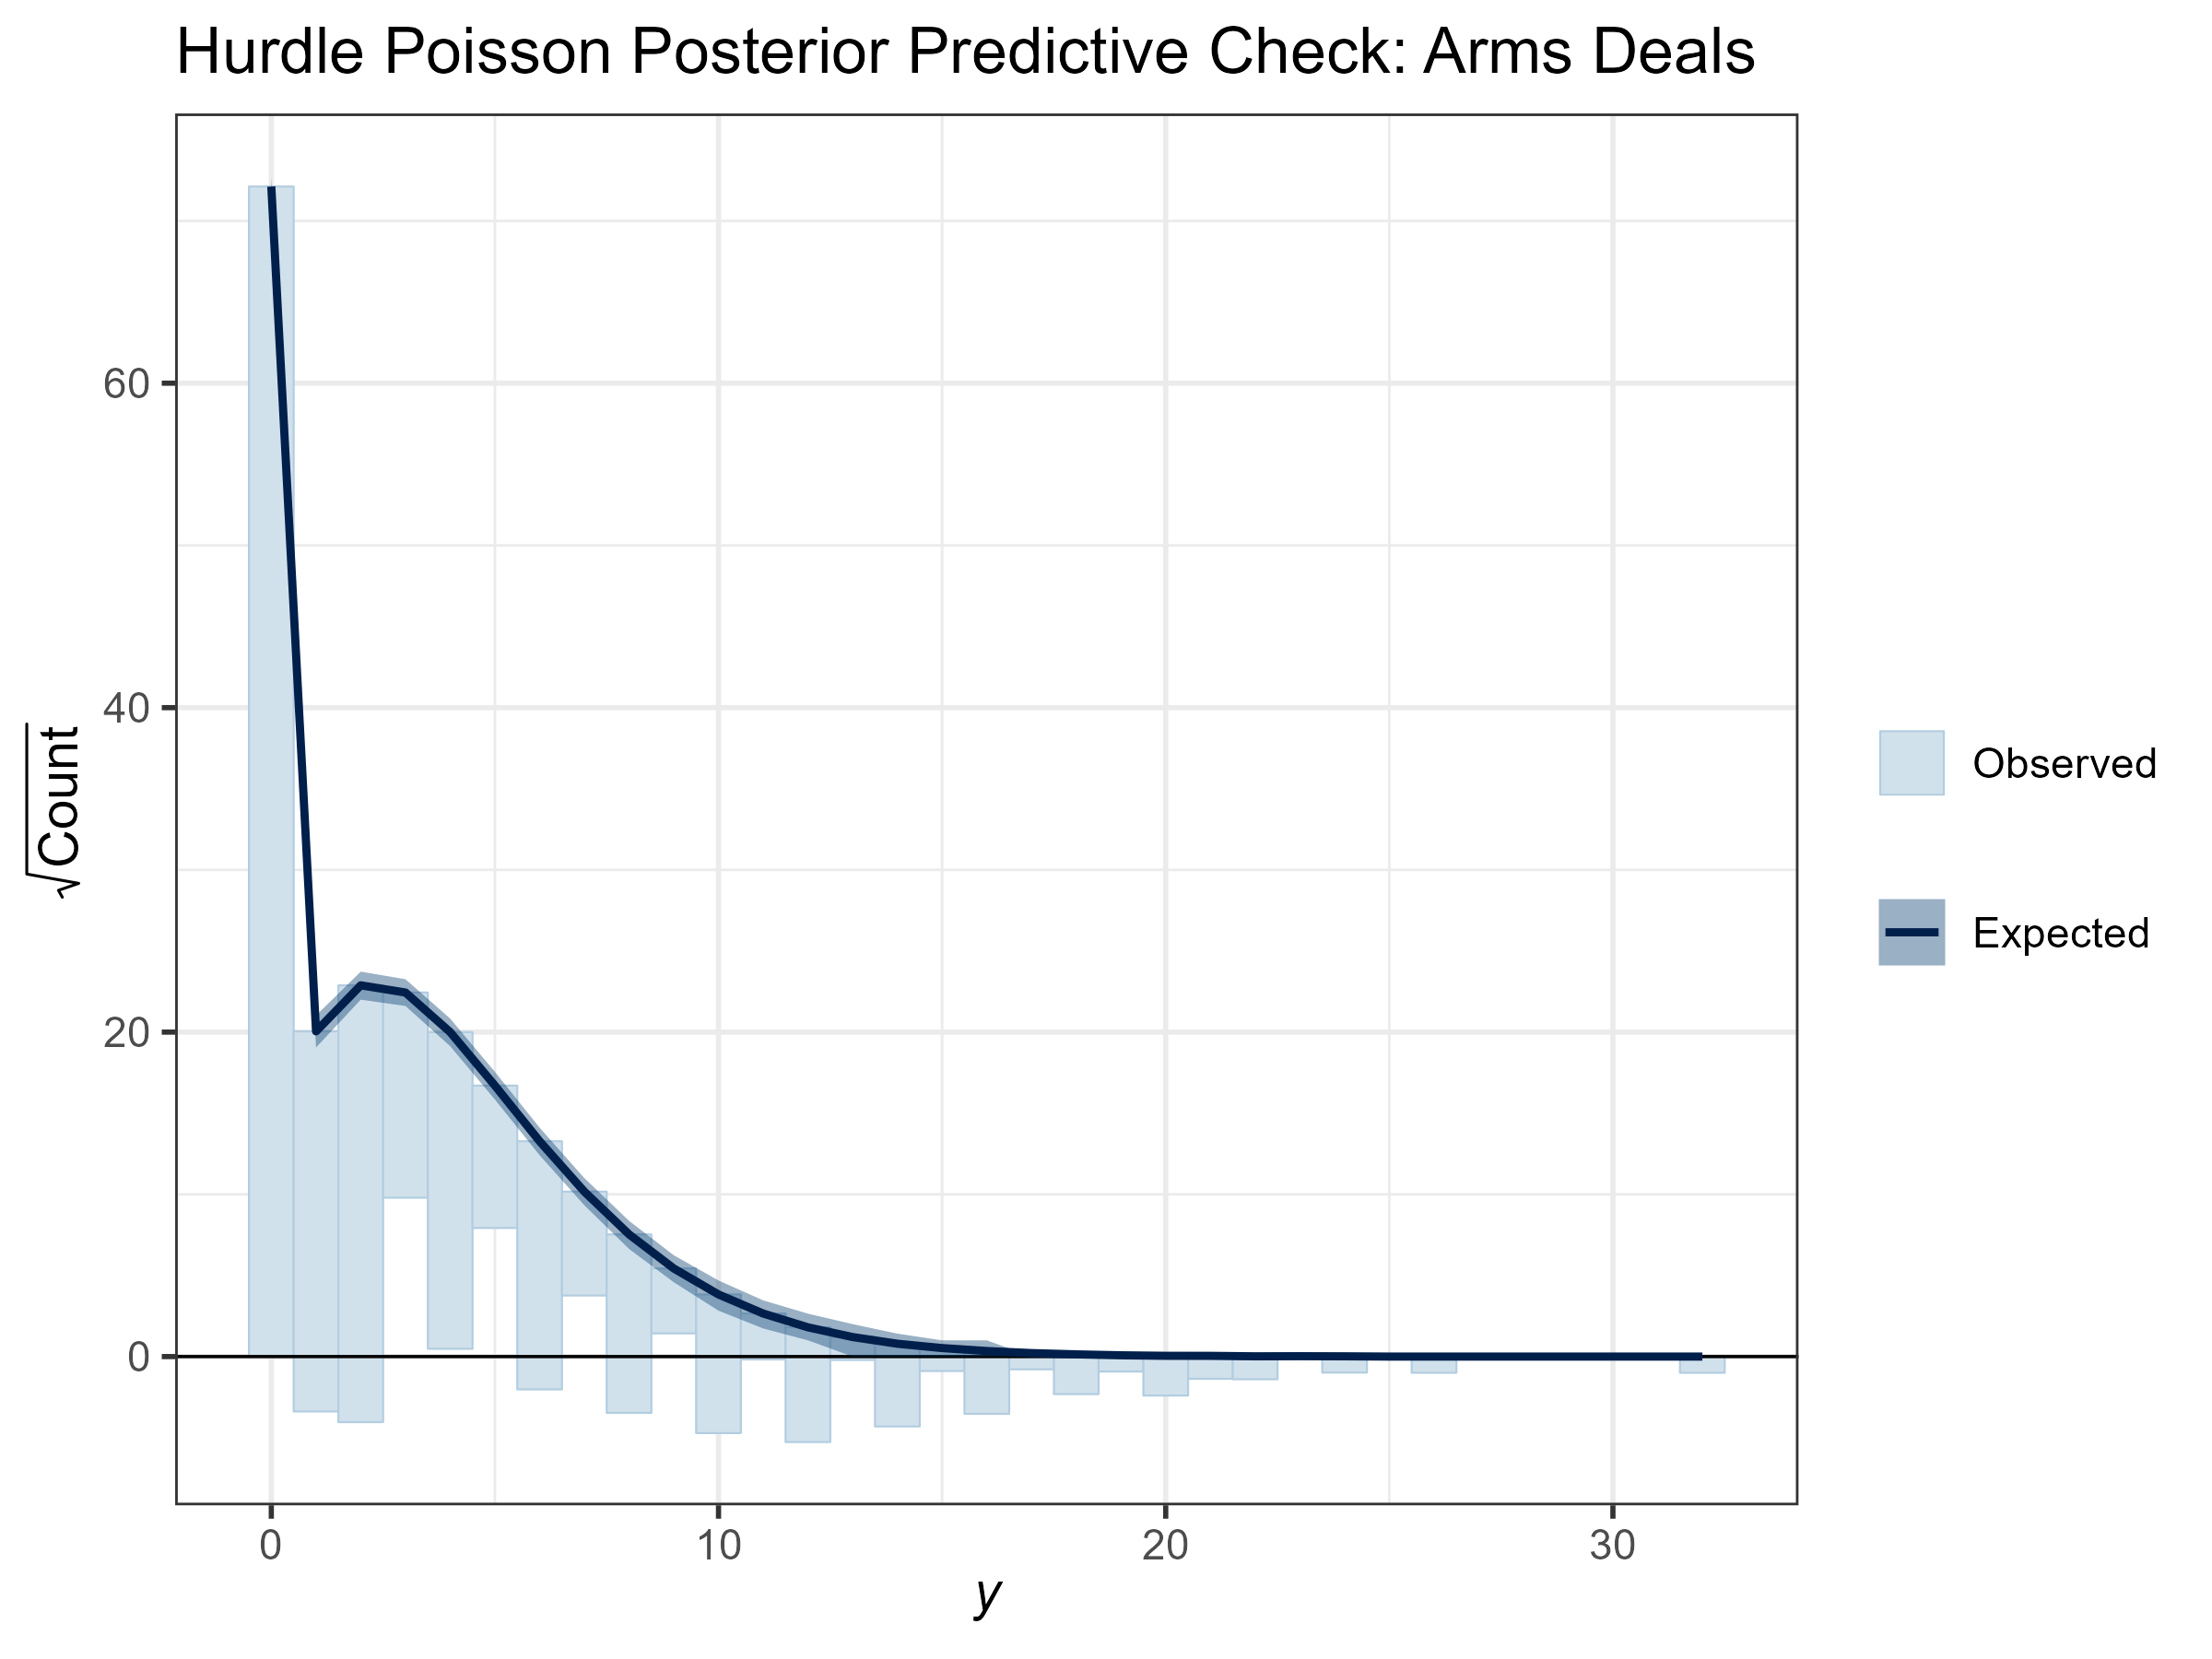 Hurdle Poisson Posterior Predictive Check: Arms Deals
√Count
60
40
20
0
0 10 20 30
y
Observed
Expected